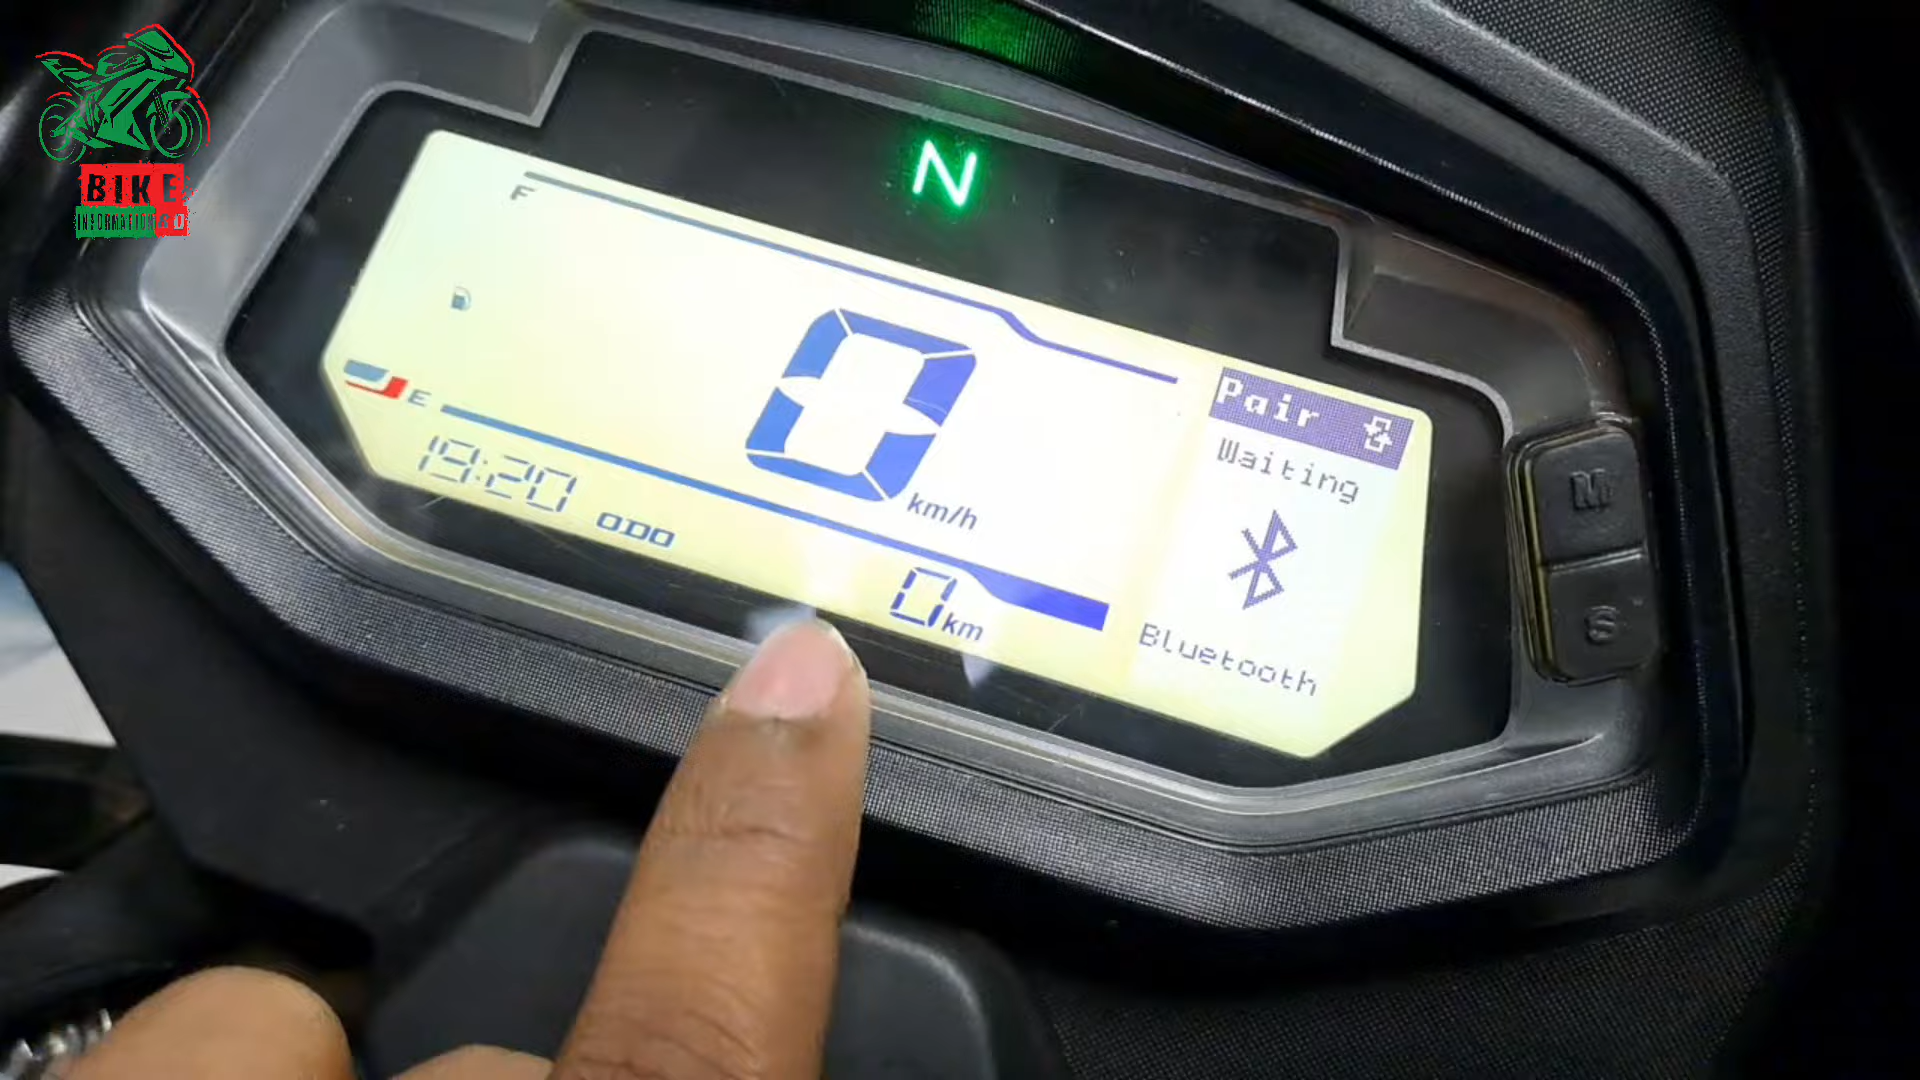 BIKE
INFORMATION BD
N
F
0 km/h
E
19:20 ODO
0 km
Pair
Waiting
Bluetooth
M
S